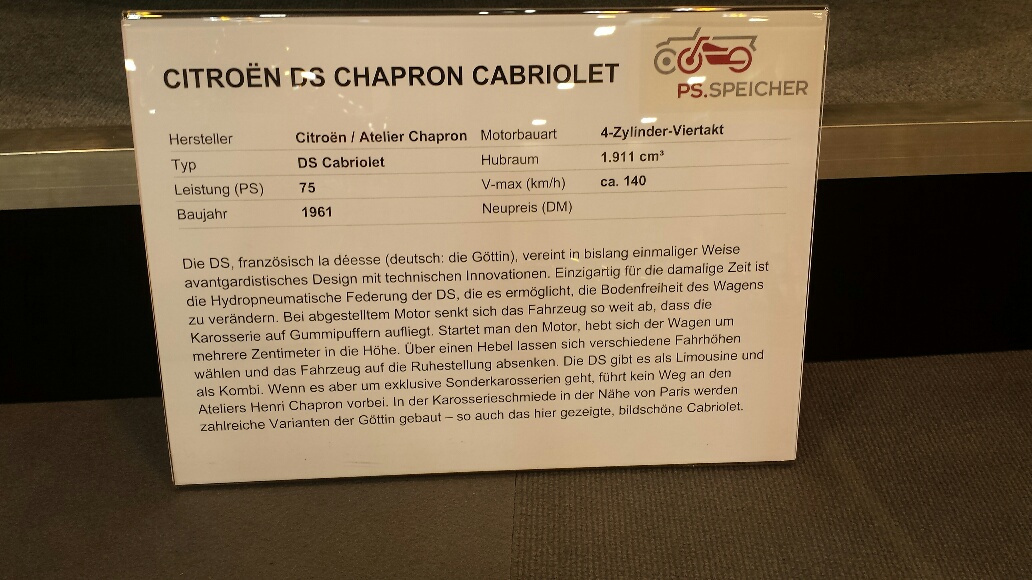 CITROËN DS CHAPRON CABRIOLET
PS.SPEICHER
Hersteller Citroën / Atelier Chapron Motorbauart 4-Zylinder-Viertakt
Typ DS Cabriolet Hubraum 1.911 cm³
Leistung (PS) 75 V-max (km/h) ca. 140
Baujahr 1961 Neupreis (DM)
Die DS, französisch la déesse (deutsch: die Göttin), vereint in bislang einmaliger Weise
avantgardistisches Design mit technischen Innovationen. Einzigartig für die damalige Zeit ist
die Hydropneumatische Federung der DS, die es ermöglicht, die Bodenfreiheit des Wagens
zu verändern. Bei abgestelltem Motor senkt sich das Fahrzeug so weit ab, dass die
Karosserie auf Gummipuffern aufliegt. Startet man den Motor, hebt sich der Wagen um
mehrere Zentimeter in die Höhe. Über einen Hebel lassen sich verschiedene Fahrhöhen
wählen und das Fahrzeug auf die Ruhestellung absenken. Die DS gibt es als Limousine und
als Kombi. Wenn es aber um exklusive Sonderkarosserien geht, führt kein Weg an den
Ateliers Henri Chapron vorbei. In der Karosserieschmiede in der Nähe von Paris werden
zahlreiche Varianten der Göttin gebaut – so auch das hier gezeigte, bildschöne Cabriolet.